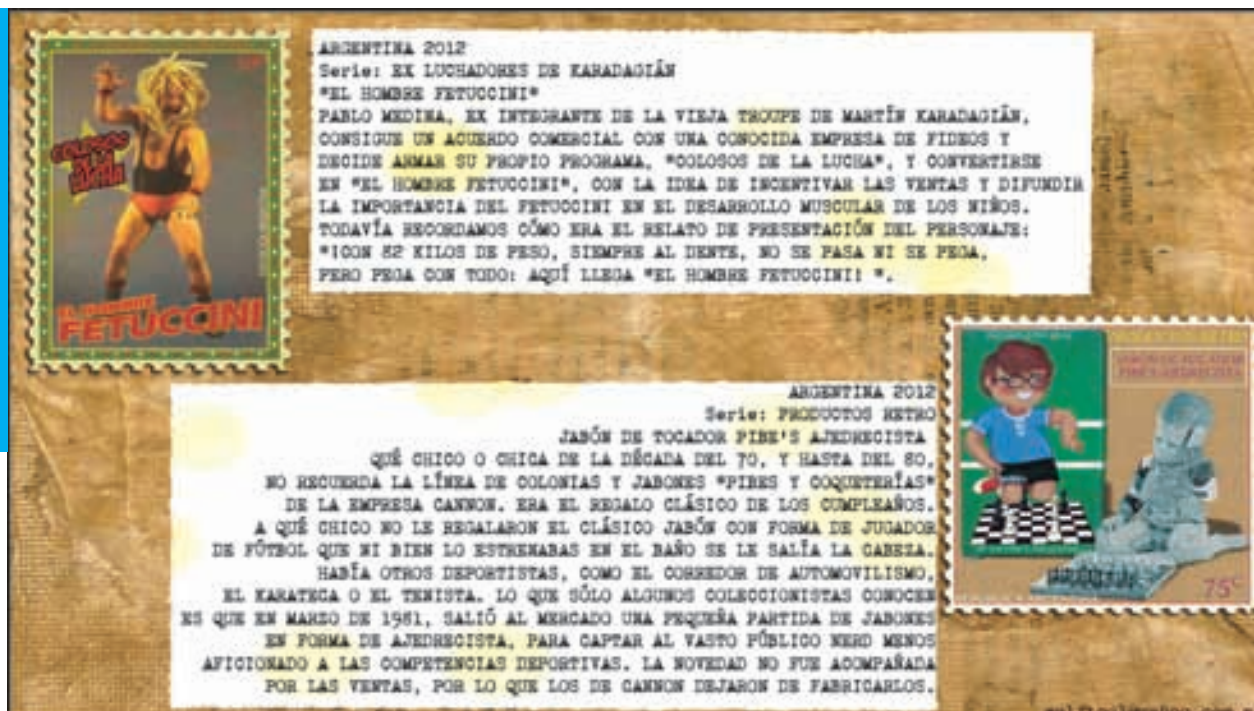 COLOSOS
DE LA
LUCHA
EL HOMBRE
FETUCCINI
ARGENTINA 2012
Serie: EX LUCHADORES DE KARADAGIÁN
"EL HOMBRE FETUCCINI"
PABLO MEDINA, EX INTEGRANTE DE LA VIEJA TROUPE DE MARTÍN KARADAGIÁN,
CONSIGUE UN ACUERDO COMERCIAL CON UNA CONOCIDA EMPRESA DE FIDEOS Y
DECIDE ARMAR SU PROPIO PROGRAMA, "COLOSOS DE LA LUCHA", Y CONVERTIRSE
EN "EL HOMBRE FETUCCINI", CON LA IDEA DE INCENTIVAR LAS VENTAS Y DIFUNDIR
LA IMPORTANCIA DEL FETUCCINI EN EL DESARROLLO MUSCULAR DE LOS NIÑOS.
TODAVÍA RECORDAMOS CÓMO ERA EL RELATO DE PRESENTACIÓN DEL PERSONAJE:
"¡CON 82 KILOS DE PESO, SIEMPRE AL DENTE, NO SE PASA NI SE PEGA,
PERO PEGA CON TODO: AQUÍ LLEGA "EL HOMBRE FETUCCINI! ".
ARGENTINA 2012
Serie: PRODUCTOS RETRO
JABÓN DE TOCADOR PIBE'S AJEDRECISTA
QUÉ CHICO O CHICA DE LA DÉCADA DEL 70, Y HASTA DEL 80,
NO RECUERDA LA LÍNEA DE COLONIAS Y JABONES "PIBES Y COQUETERÍAS"
DE LA EMPRESA CANNON. ERA EL REGALO CLÁSICO DE LOS CUMPLEAÑOS.
A QUÉ CHICO NO LE REGALARON EL CLÁSICO JABÓN CON FORMA DE JUGADOR
DE FÚTBOL QUE NI BIEN LO ESTRENABAS EN EL BAÑO SE LE SALÍA LA CABEZA.
HABÍA OTROS DEPORTISTAS, COMO EL CORREDOR DE AUTOMOVILISMO,
EL KARATECA O EL TENISTA. LO QUE SÓLO ALGUNOS COLECCIONISTAS CONOCEN
ES QUE EN MARZO DE 1981, SALIÓ AL MERCADO UNA PEQUEÑA PARTIDA DE JABONES
EN FORMA DE AJEDRECISTA, PARA CAPTAR AL VASTO PÚBLICO NERD MENOS
AFICIONADO A LAS COMPETENCIAS DEPORTIVAS. LA NOVEDAD NO FUE ACOMPAÑADA
POR LAS VENTAS, POR LO QUE LOS DE CANNON DEJARON DE FABRICARLOS.
JABÓN DE TOCADOR
PIBE'S AJEDRECISTA
75c